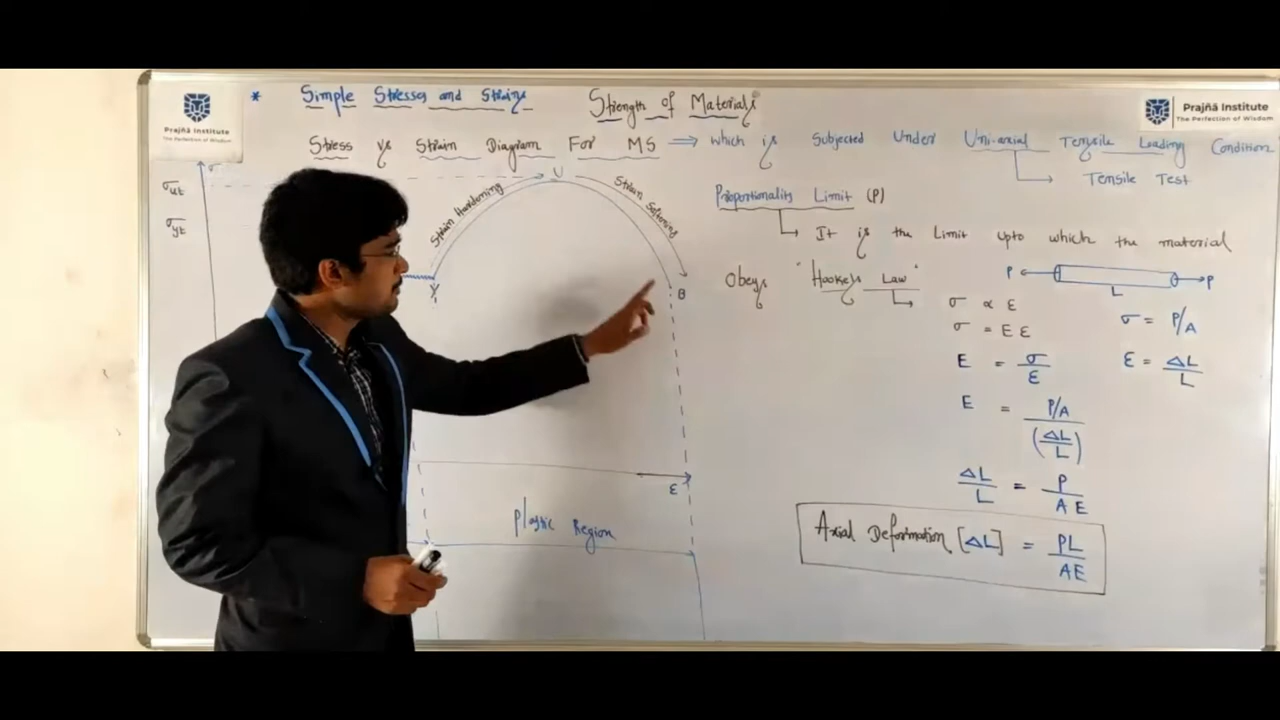 * Simple Stresses and Strains
Strength of Materials
Prajñā Institute
The Perfection of Wisdom
Prajñā Institute
The Perfection of Wisdom
Stress vs Strain Diagram For MS ⇒ which is Subjected Under Uni-axial Tensile Loading Condition
Tensile Test
σ
σut
σyt
U
Strain Hardening
Strain Softening
Y
B
ε
Plastic Region
Proportionality Limit (P)
It is the Limit upto which the material
Obeys "Hooke's Law"
P P
L
σ ∝ ε
σ = E ε
σ = P/A
E = σ/ε
ε = ΔL/L
E = P/A / (ΔL/L)
ΔL/L = P/AE
Axial Deformation [ΔL] = PL/AE